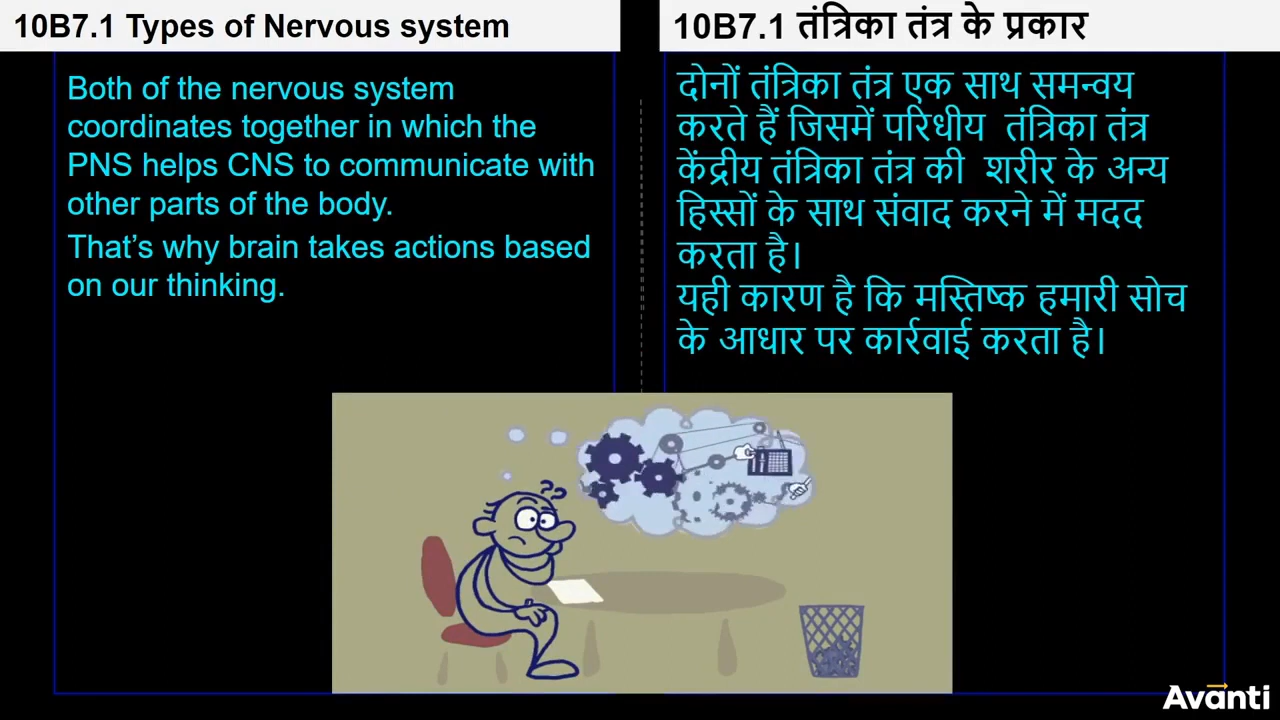 10B7.1 Types of Nervous system
Both of the nervous system
coordinates together in which the
PNS helps CNS to communicate with
other parts of the body.
That’s why brain takes actions based
on our thinking.
10B7.1 तंत्रिका तंत्र के प्रकार
दोनों तंत्रिका तंत्र एक साथ समन्वय
करते हैं जिसमें परिधीय तंत्रिका तंत्र
केंद्रीय तंत्रिका तंत्र की शरीर के अन्य
हिस्सों के साथ संवाद करने में मदद
करता है।
यही कारण है कि मस्तिष्क हमारी सोच
के आधार पर कार्रवाई करता है।
??
Avanti